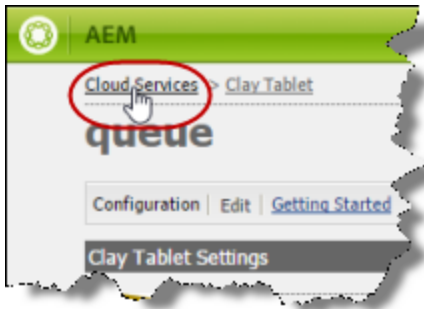 AEM
Cloud Services > Clay Tablet
queue
Configuration | Edit | Getting Started
Clay Tablet Settings